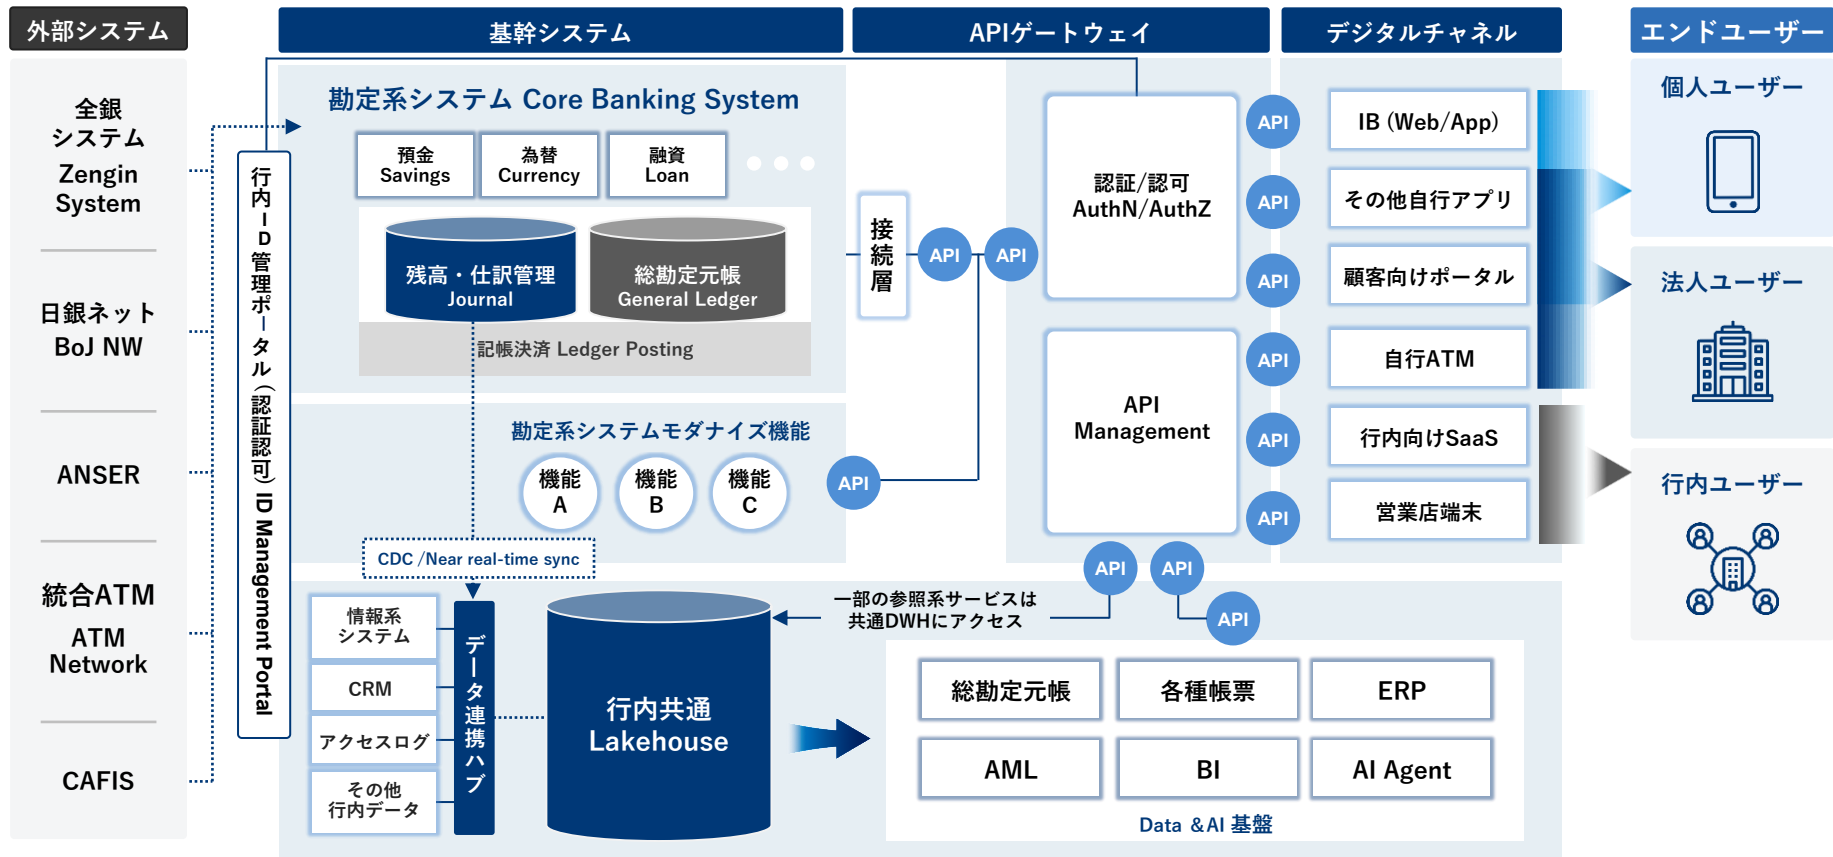 外部システム
基幹システム
APIゲートウェイ
デジタルチャネル
エンドユーザー
全銀
システム
Zengin
System
日銀ネット
BoJ NW
ANSER
統合ATM
ATM
Network
CAFIS
行内ID管理ポータル(認証認可) ID Management Portal
勘定系システム Core Banking System
預金
Savings
為替
Currency
融資
Loan
残高・仕訳管理
Journal
総勘定元帳
General Ledger
記帳決済 Ledger Posting
接続層
API
API
勘定系システムモダナイズ機能
機能
A
機能
B
機能
C
API
CDC /Near real-time sync
認証/認可
AuthN/AuthZ
API
Management
API
API
API
API
API
API
API
API
API
IB (Web/App)
その他自行アプリ
顧客向けポータル
自行ATM
行内向けSaaS
営業店端末
個人ユーザー
法人ユーザー
行内ユーザー
情報系
システム
CRM
アクセスログ
その他
行内データ
データ連携ハブ
行内共通
Lakehouse
一部の参照系サービスは
共通DWHにアクセス
総勘定元帳
各種帳票
ERP
AML
BI
AI Agent
Data &AI 基盤